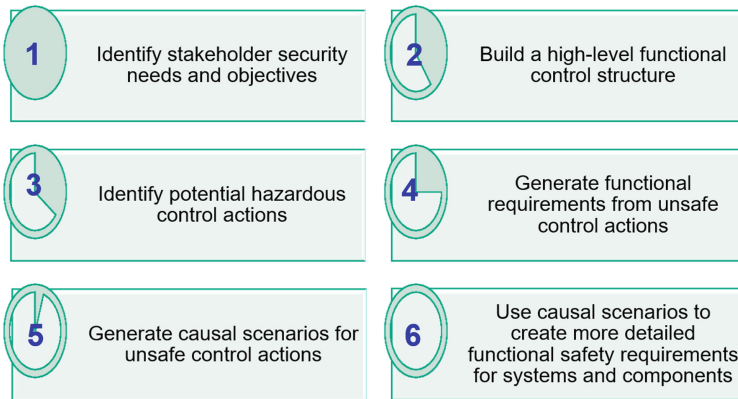 1
Identify stakeholder security
needs and objectives
2
Build a high-level functional
control structure
3
Identify potential hazardous
control actions
4
Generate functional
requirements from unsafe
control actions
5
Generate causal scenarios for
unsafe control actions
6
Use causal scenarios to
create more detailed
functional safety requirements
for systems and components